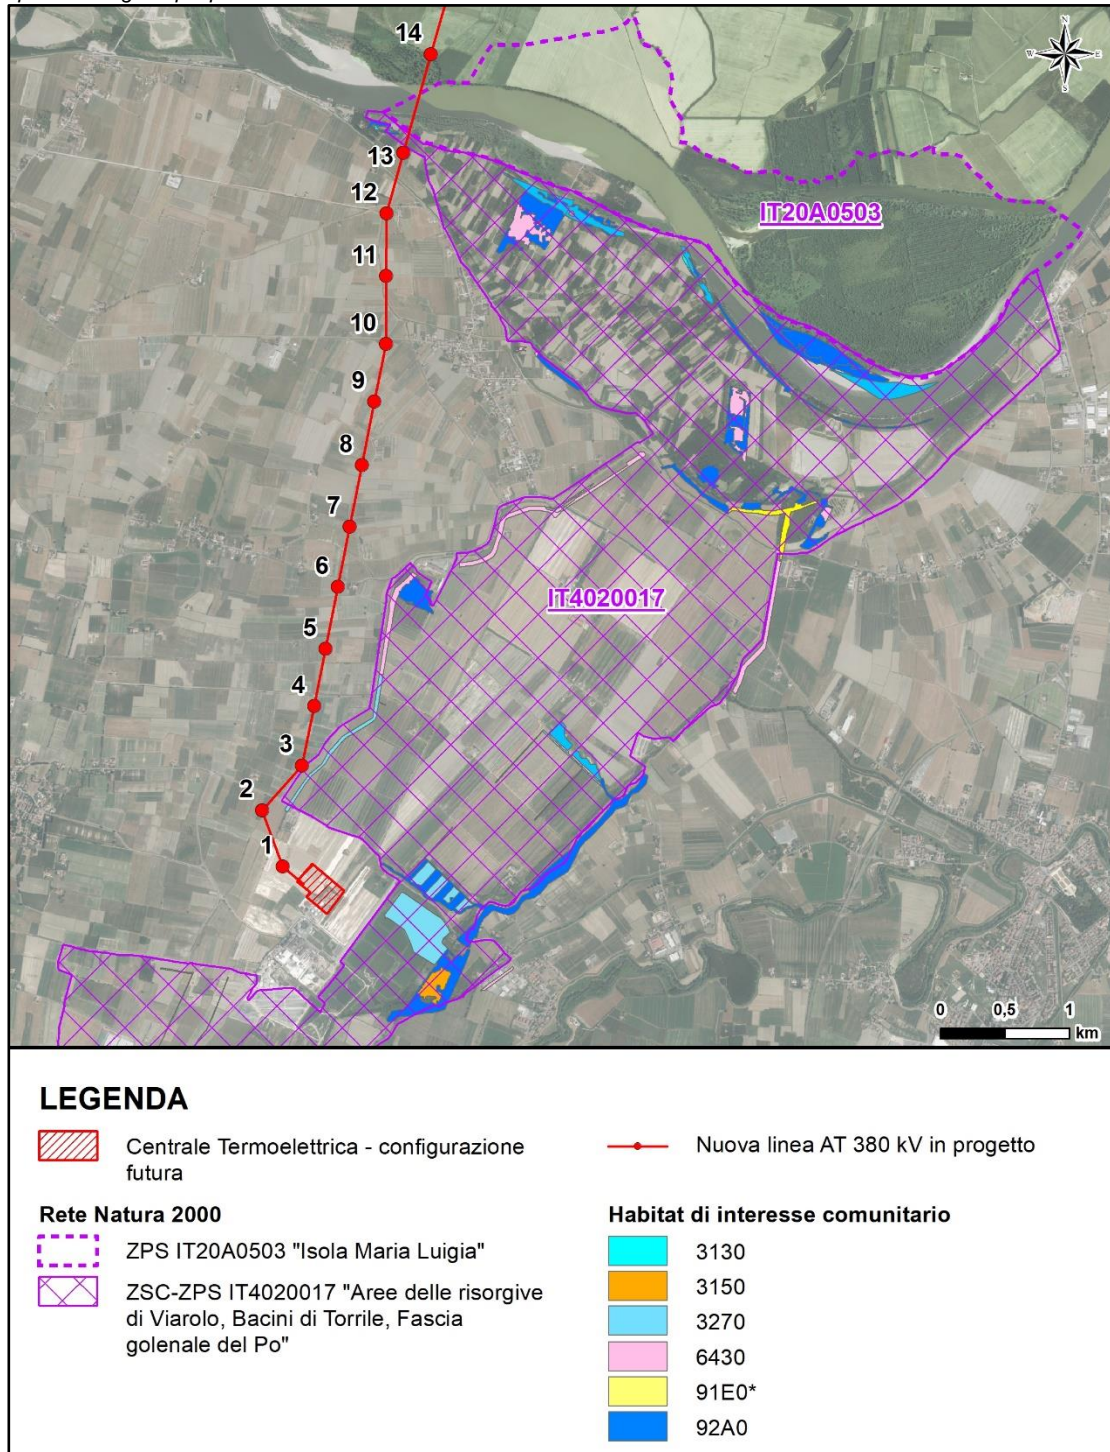 14
N
W
E
S
13
12
IT20A0503
11
10
9
8
7
6
IT4020017
5
4
3
2
1
0 0,5 1
km
LEGENDA
Centrale Termoelettrica - configurazione
futura
Nuova linea AT 380 kV in progetto
Rete Natura 2000
ZPS IT20A0503 "Isola Maria Luigia"
ZSC-ZPS IT4020017 "Aree delle risorgive
di Viarolo, Bacini di Torrile, Fascia
golenale del Po"
Habitat di interesse comunitario
3130
3150
3270
6430
91E0*
92A0